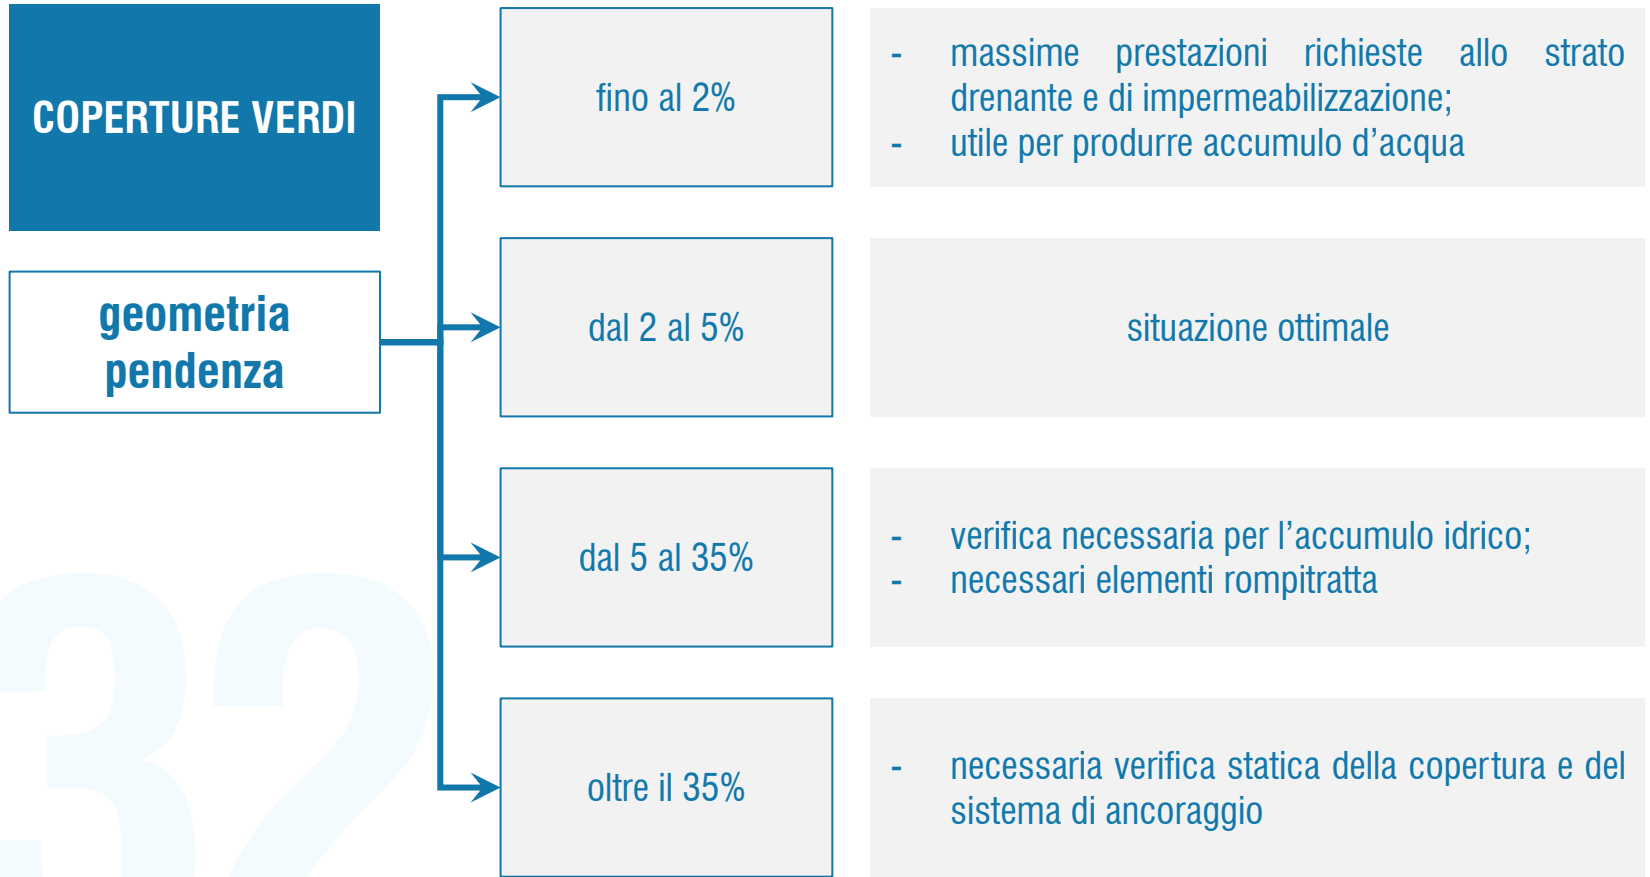 COPERTURE VERDI
geometria
pendenza
fino al 2%
- massime prestazioni richieste allo strato
drenante e di impermeabilizzazione;
- utile per produrre accumulo d’acqua
dal 2 al 5%
situazione ottimale
dal 5 al 35%
- verifica necessaria per l’accumulo idrico;
- necessari elementi rompitratta
oltre il 35%
- necessaria verifica statica della copertura e del
sistema di ancoraggio
32